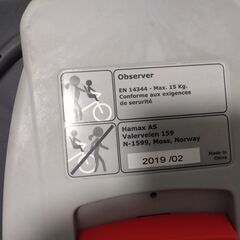 Observer
EN 14344 - Max. 15 Kg.
Conforme aux exigences
de serurité
Hamax AS
Valerveien 159
N-1599, Moss, Norway
2019 /02
Made in
China